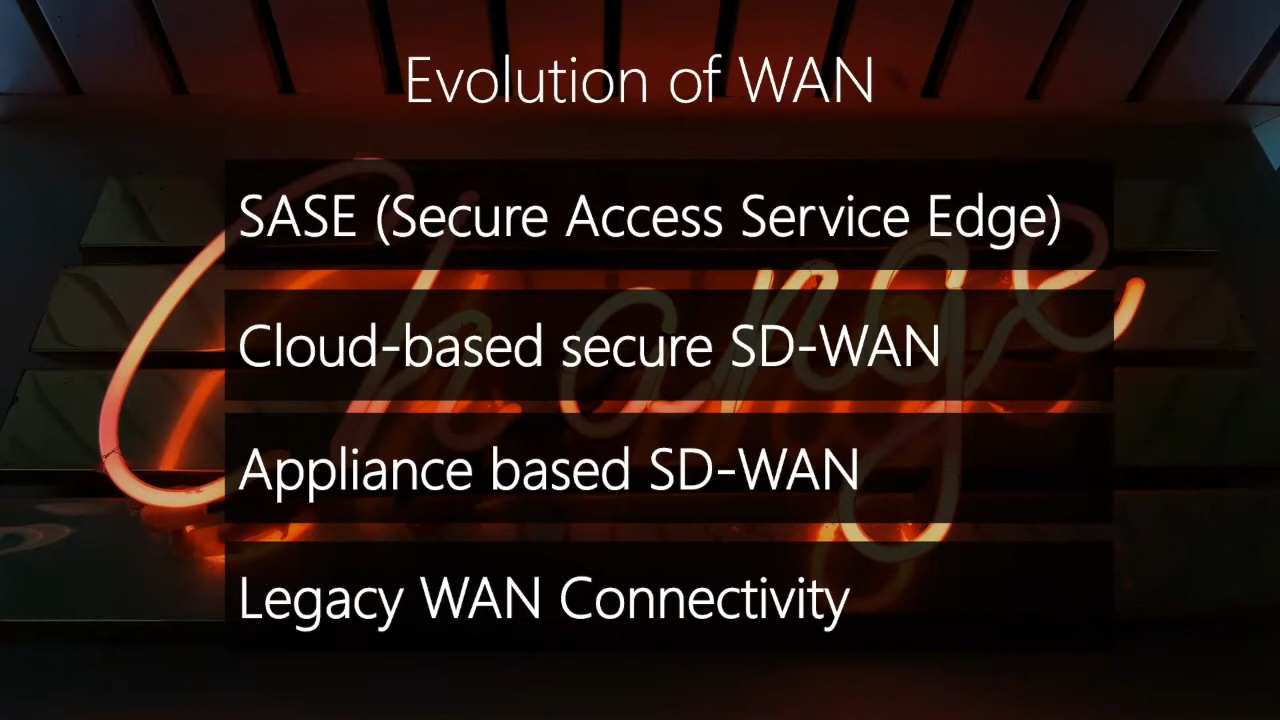 Evolution of WAN
SASE (Secure Access Service Edge)
Cloud-based secure SD-WAN
Appliance based SD-WAN
Legacy WAN Connectivity
Change